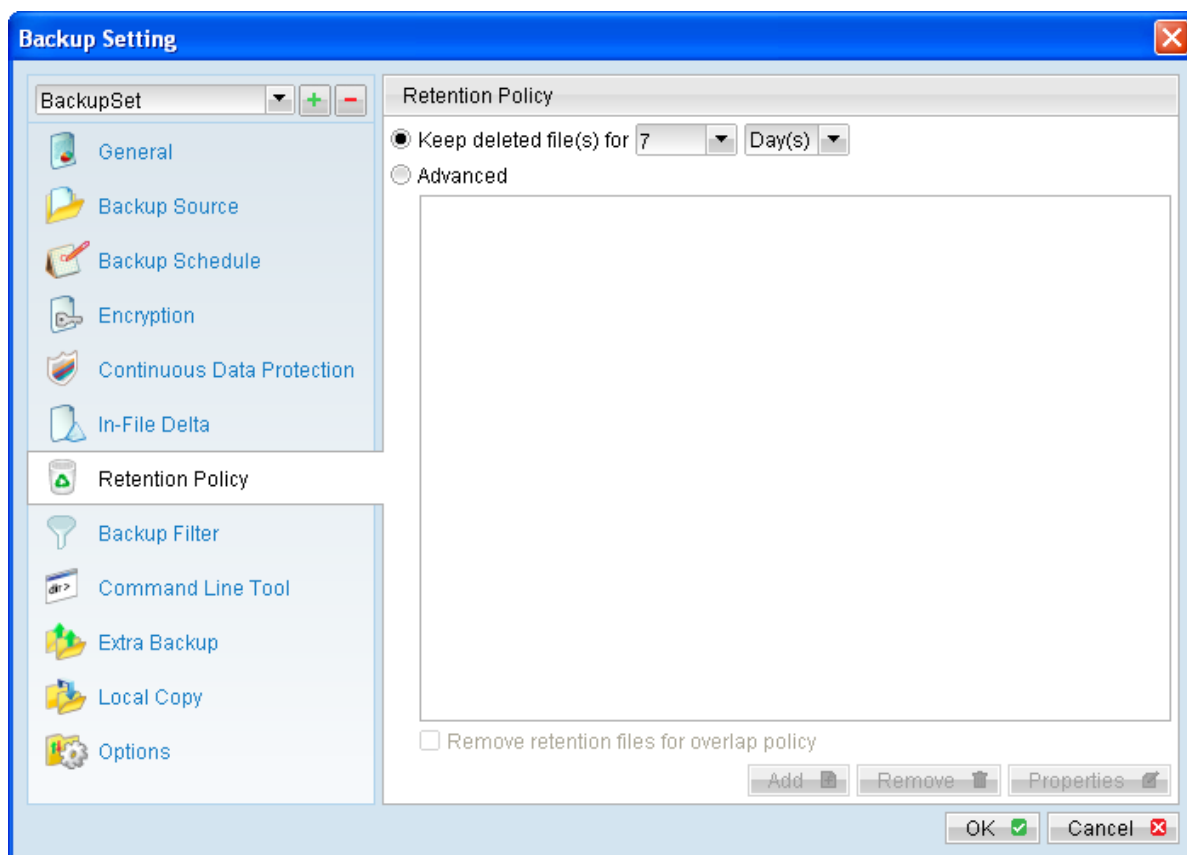 Backup Setting
BackupSet
General
Backup Source
Backup Schedule
Encryption
Continuous Data Protection
In-File Delta
Retention Policy
Backup Filter
dir>
Command Line Tool
Extra Backup
Local Copy
Options
Retention Policy
Keep deleted file(s) for 7 Day(s)
Advanced
Remove retention files for overlap policy
Add Remove Properties
OK Cancel